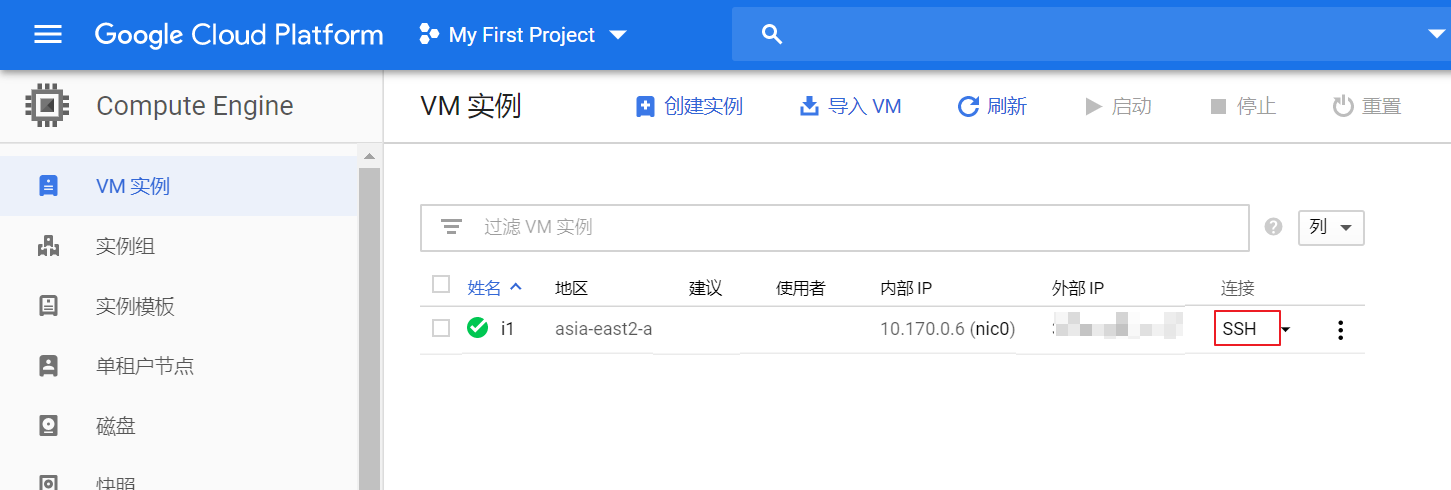 Google Cloud Platform My First Project
Compute Engine
VM 实例 创建实例 导入 VM 刷新 启动 停止 重置
VM 实例
实例组
实例模板
单租户节点
磁盘
快照
过滤 VM 实例 列
姓名 地区 建议 使用者 内部 IP 外部 IP 连接
i1 asia-east2-a 10.170.0.6 (nic0) SSH